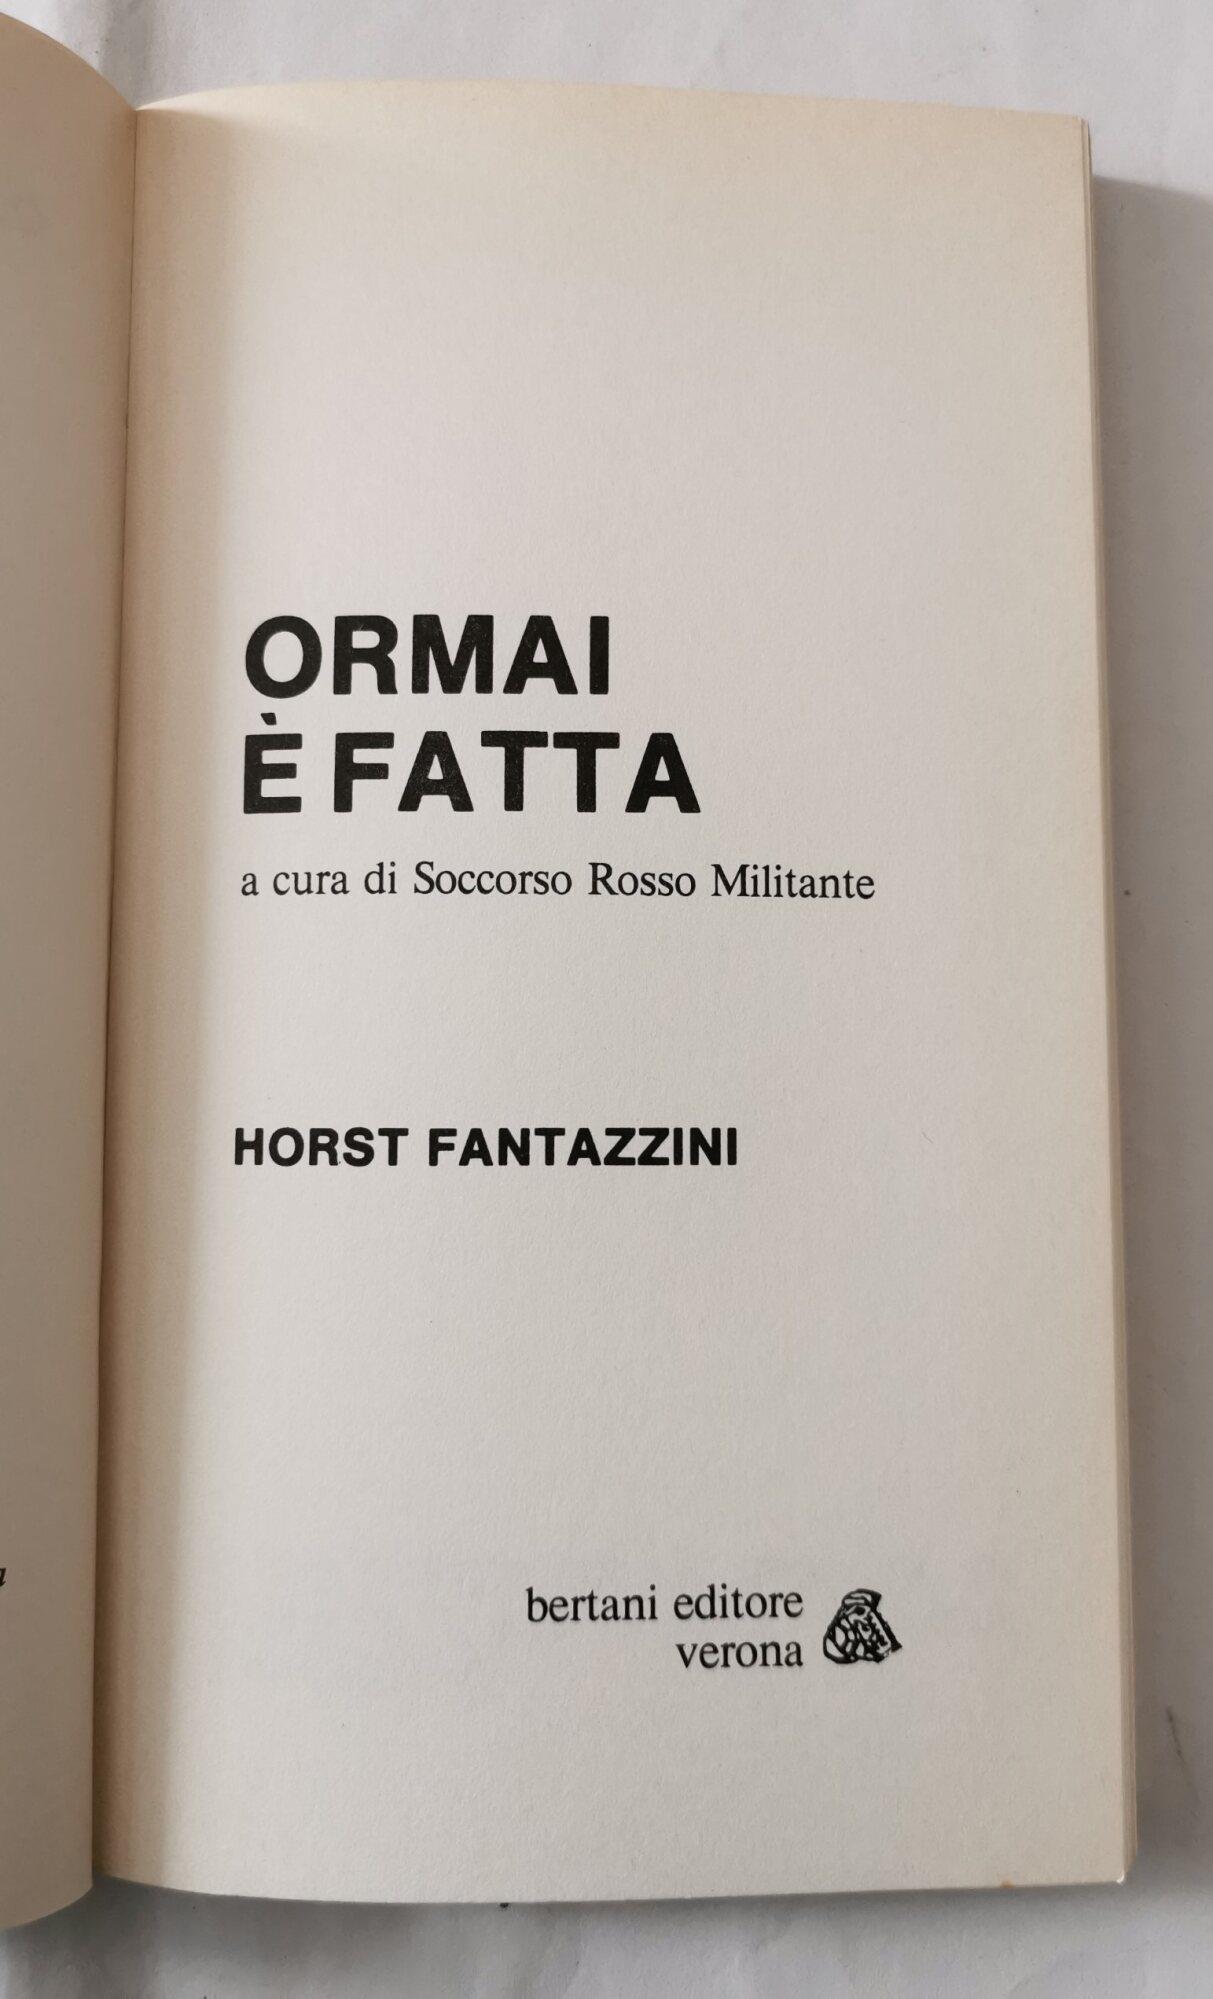 ORMAI
È FATTA
a cura di Soccorso Rosso Militante
HORST FANTAZZINI
bertani editore
verona